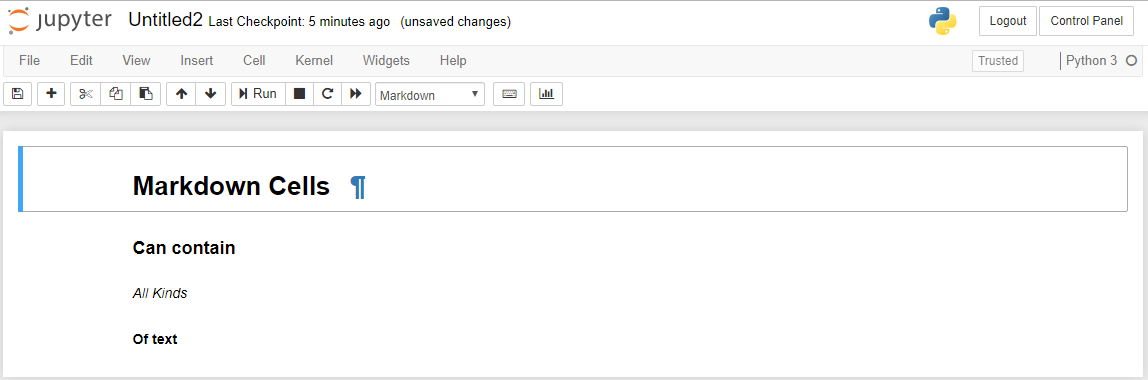 jupyter Untitled2 Last Checkpoint: 5 minutes ago (unsaved changes) Logout Control Panel
File Edit View Insert Cell Kernel Widgets Help Trusted Python 3
Run Markdown
Markdown Cells ¶
Can contain
All Kinds
Of text